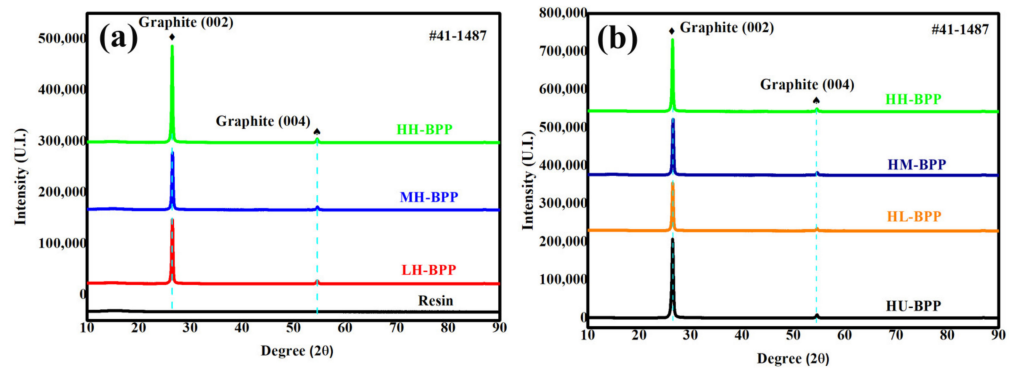 (a)
Graphite (002)
#41-1487
Graphite (004)
HH-BPP
MH-BPP
LH-BPP
Resin
500,000
400,000
300,000
200,000
100,000
0
Intensity (U.I.)
10 20 30 40 50 60 70 80 90
Degree (2θ)
(b)
Graphite (002)
#41-1487
Graphite (004)
HH-BPP
HM-BPP
HL-BPP
HU-BPP
800,000
700,000
600,000
500,000
400,000
300,000
200,000
100,000
0
Intensity (U.I.)
10 20 30 40 50 60 70 80 90
Degree (2θ)